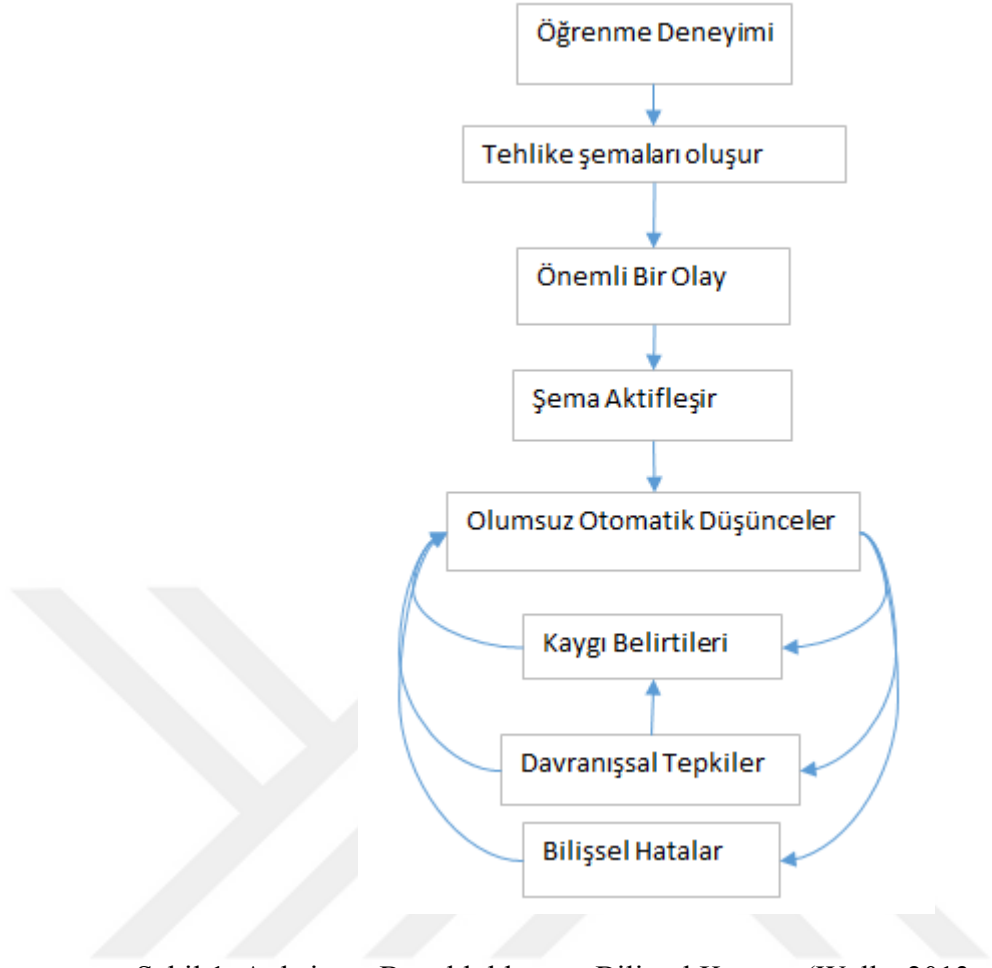 Öğrenme Deneyimi
Tehlike şemaları oluşur
Önemli Bir Olay
Şema Aktifleşir
Olumsuz Otomatik Düşünceler
Kaygı Belirtileri
Davranışsal Tepkiler
Bilişsel Hatalar